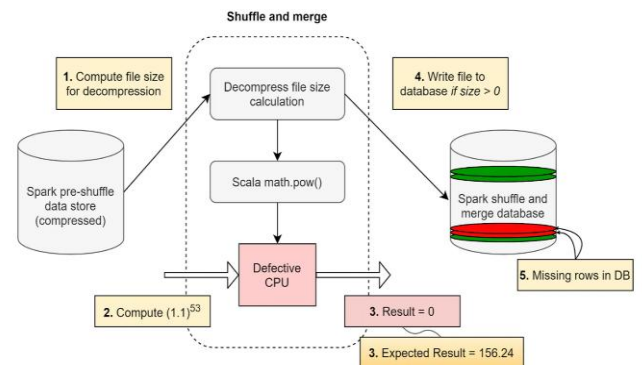 Shuffle and merge
1. Compute file size
for decompression
Decompress file size
calculation
4. Write file to
database if size > 0
Spark pre-shuffle
data store
(compressed)
Scala math.pow()
Spark shuffle and
merge database
Defective
CPU
5. Missing rows in DB
2. Compute (1.1)⁵³
3. Result = 0
3. Expected Result = 156.24